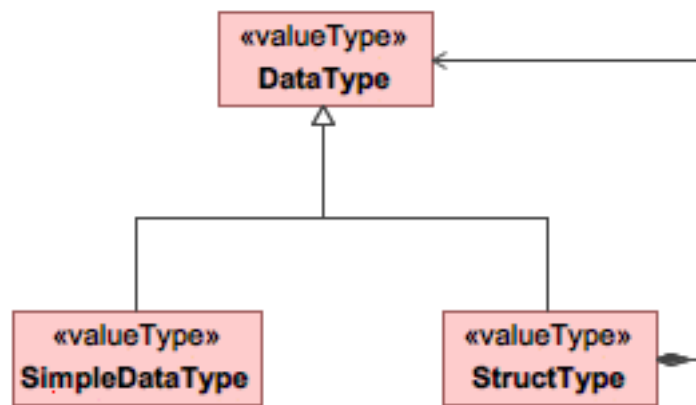 «valueType»
DataType
«valueType»
SimpleDataType
«valueType»
StructType